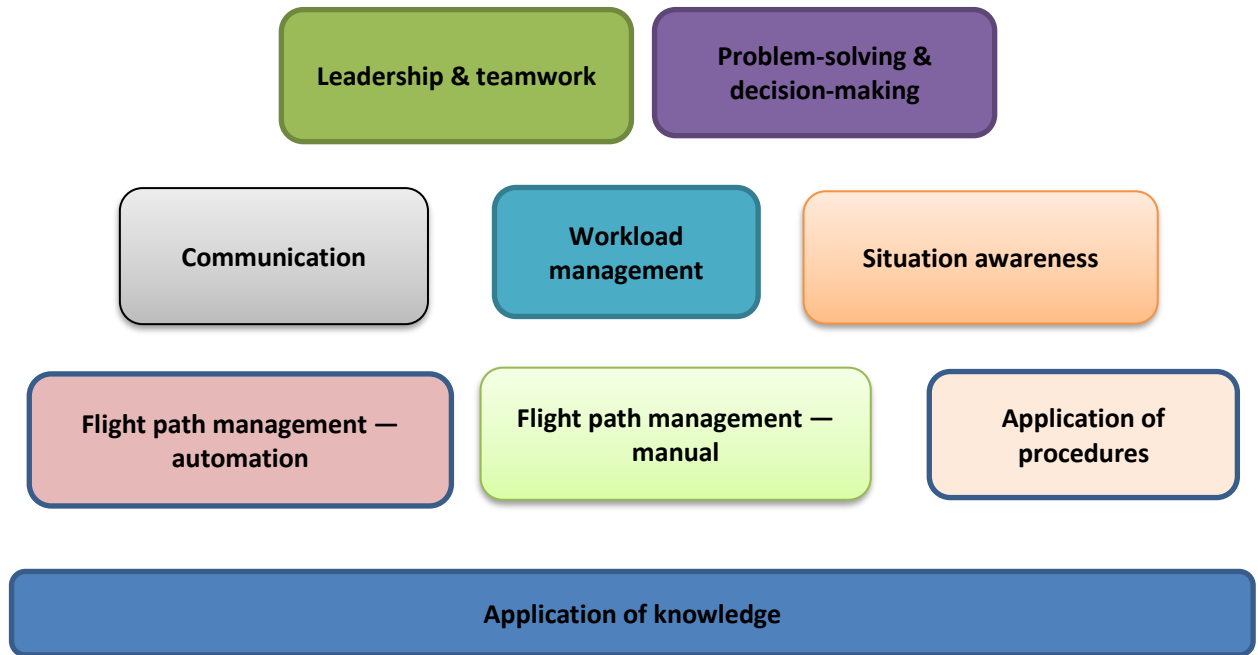 Leadership & teamwork
Problem-solving &
decision-making
Communication
Workload
management
Situation awareness
Flight path management —
automation
Flight path management —
manual
Application of
procedures
Application of knowledge